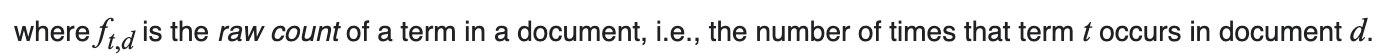 where f_{t,d} is the raw count of a term in a document, i.e., the number of times that term t occurs in document d.